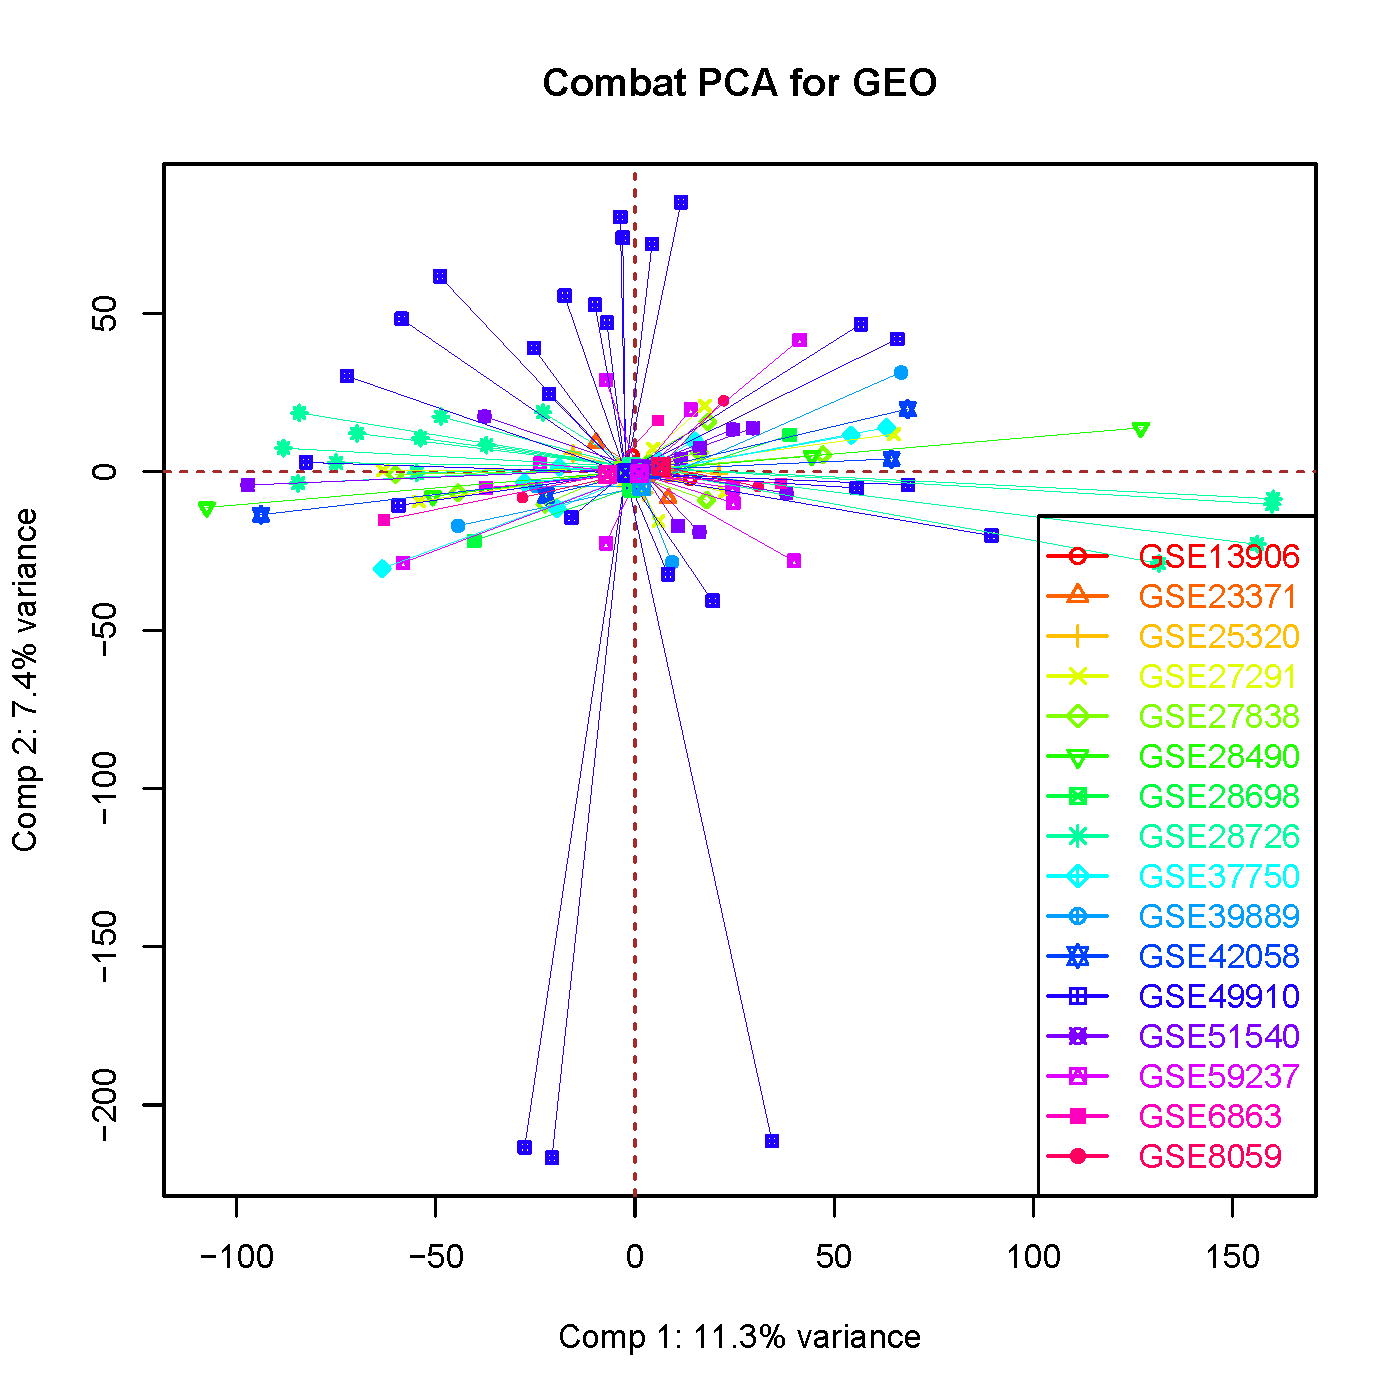 Combat PCA for GEO
Comp 2: 7.4% variance
50
0
−50
−100
−150
−200
−100
−50
0
50
100
150
Comp 1: 11.3% variance
GSE13906
GSE23371
GSE25320
GSE27291
GSE27838
GSE28490
GSE28698
GSE28726
GSE37750
GSE39889
GSE42058
GSE49910
GSE51540
GSE59237
GSE6863
GSE8059